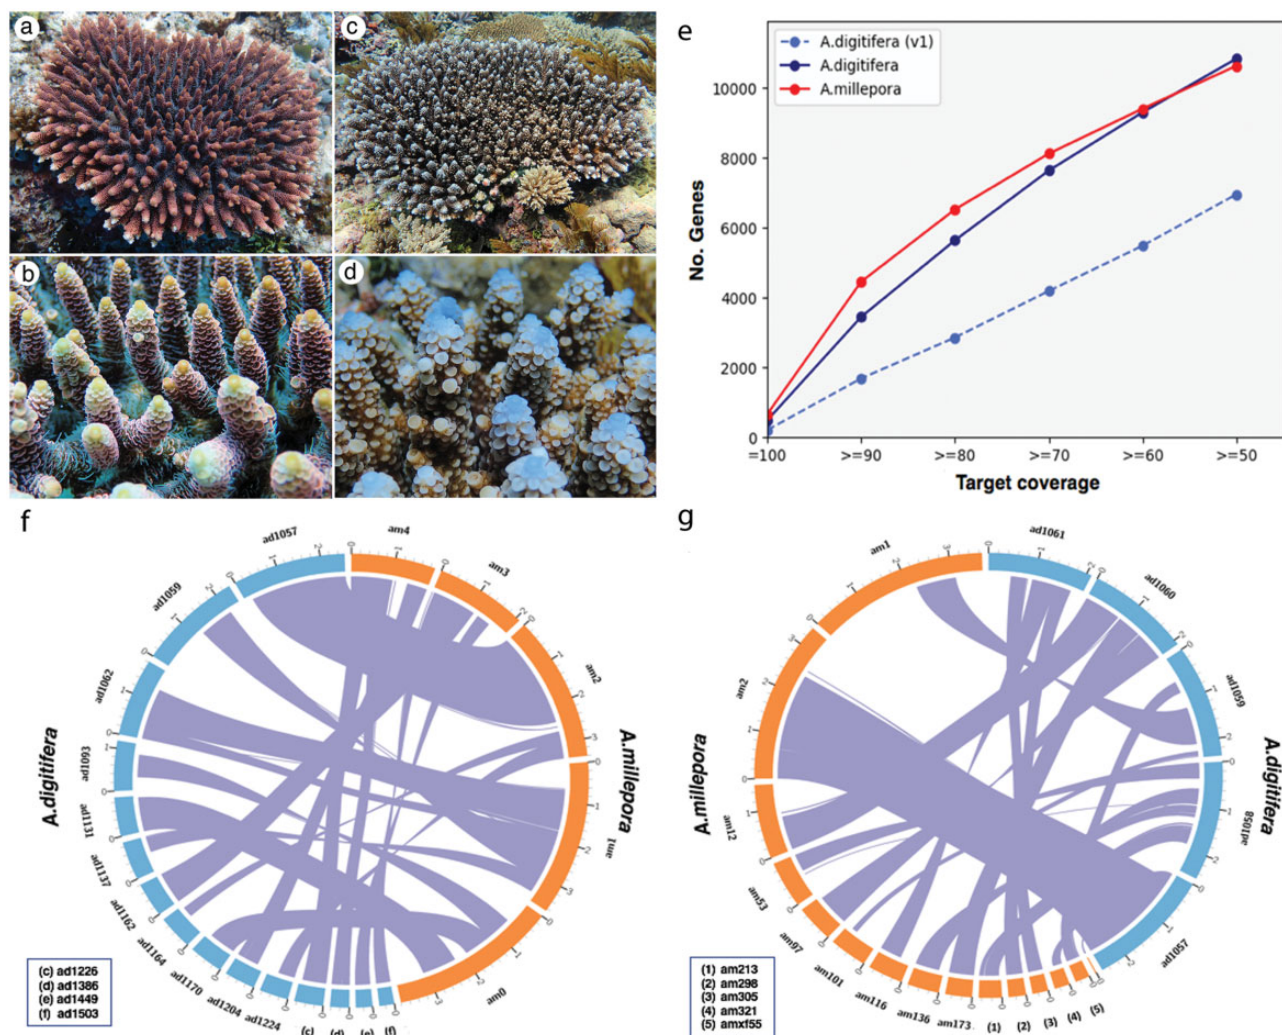 a
c
b
d
e
A.digitifera (v1)
A.digitifera
A.millepora
No. Genes
10000
8000
6000
4000
2000
0
=100 >=90 >=80 >=70 >=60 >=50
Target coverage
f
ad1057
am4
am3
am2
am1
am0
ad1059
ad1062
ad1093
ad1131
ad1137
ad1162
ad1164
ad1170
ad1204
ad1224
(c) (d) (e) (f)
A.digitifera
A.millepora
(c) ad1226
(d) ad1386
(e) ad1449
(f) ad1503
g
am1
ad1061
ad1060
ad1059
ad1058
ad1057
am2
am12
am53
am97
am101
am116
am136
am173
(1) (2) (3) (4) (5)
A.millepora
A.digitifera
(1) am213
(2) am298
(3) am305
(4) am321
(5) amxf55